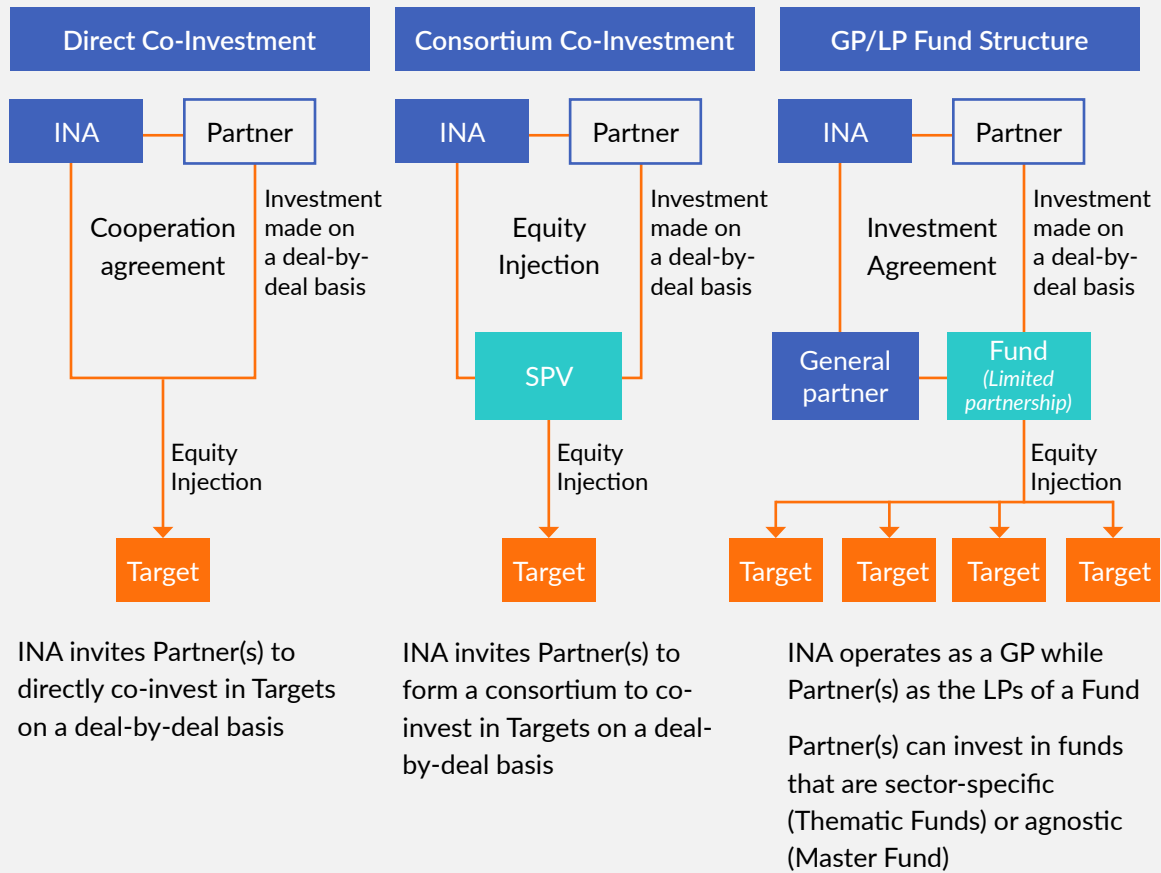 Direct Co-Investment
INA
Partner
Cooperation
agreement
Investment
made on
a deal-by-
deal basis
Equity
Injection
Target
INA invites Partner(s) to
directly co-invest in Targets
on a deal-by-deal basis
Consortium Co-Investment
INA
Partner
Equity
Injection
Investment
made on
a deal-by-
deal basis
SPV
Equity
Injection
Target
INA invites Partner(s) to
form a consortium to co-
invest in Targets on a deal-
by-deal basis
GP/LP Fund Structure
INA
Partner
Investment
Agreement
Investment
made on
a deal-by-
deal basis
General
partner
Fund
(Limited
partnership)
Equity
Injection
Target
Target
Target
Target
INA operates as a GP while
Partner(s) as the LPs of a Fund
Partner(s) can invest in funds
that are sector-specific
(Thematic Funds) or agnostic
(Master Fund)